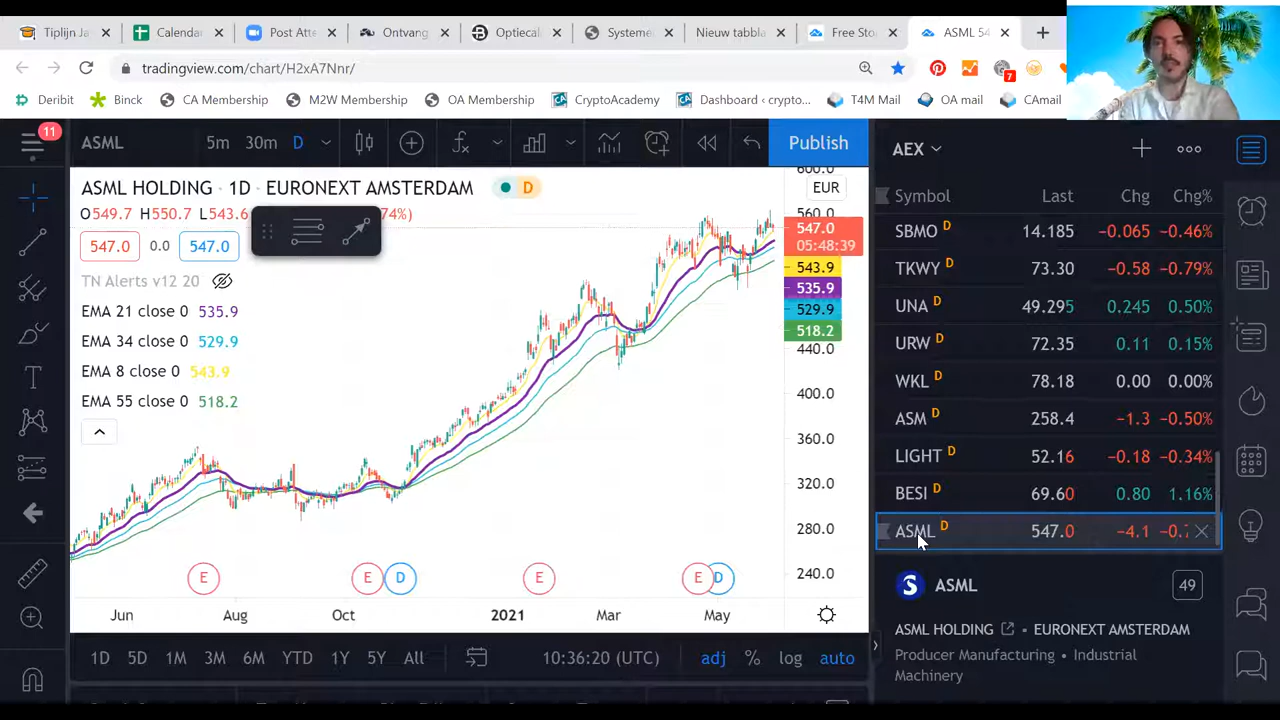 Tiplijn Ja
Calenda
Post Atte
Ontvang
Optieca
Systeme
Nieuw tabbla
Free Sto
ASML 54
tradingview.com/chart/H2xA7Nnr/
7
Deribit
Binck
CA Membership
M2W Membership
OA Membership
CryptoAcademy
Dashboard ‹ crypto...
T4M Mail
OA mail
CAmail
11
ASML
5m
30m
D
Publish
AEX
ASML HOLDING · 1D · EURONEXT AMSTERDAM
D
EUR
O549.7 H550.7 L543.6
74%)
547.0
0.0
547.0
TN Alerts v12 20
EMA 21 close 0 535.9
EMA 34 close 0 529.9
EMA 8 close 0 543.9
EMA 55 close 0 518.2
600.0
560.0
547.0
05:48:39
543.9
535.9
529.9
518.2
440.0
400.0
360.0
320.0
280.0
240.0
E
E
D
E
E
D
Jun
Aug
Oct
2021
Mar
May
1D
5D
1M
3M
6M
YTD
1Y
5Y
All
10:36:20 (UTC)
adj
%
log
auto
Symbol Last Chg Chg%
SBMO D 14.185 −0.065 −0.46%
TKWY D 73.30 −0.58 −0.79%
UNA D 49.295 0.245 0.50%
URW D 72.35 0.11 0.15%
WKL D 78.18 0.00 0.00%
ASM D 258.4 −1.3 −0.50%
LIGHT D 52.16 −0.18 −0.34%
BESI D 69.60 0.80 1.16%
ASML D 547.0 −4.1 −0.7
ASML
49
ASML HOLDING • EURONEXT AMSTERDAM
Producer Manufacturing • Industrial
Machinery